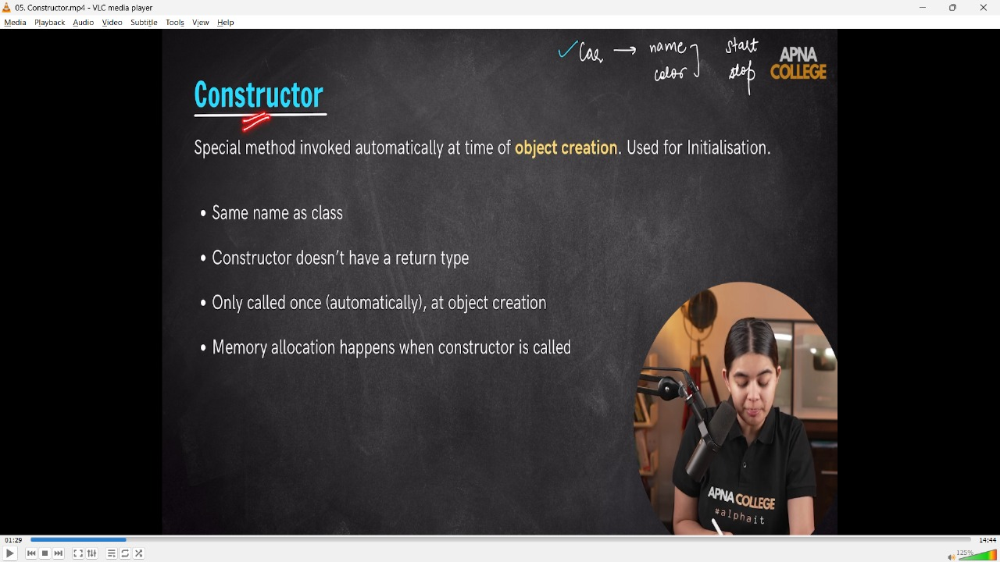 05. Constructor.mp4 - VLC media player
Media Playback Audio Video Subtitle Tools View Help
✓ Car → name start
color stop
APNA
COLLEGE
Constructor
Special method invoked automatically at time of object creation. Used for Initialisation.
• Same name as class
• Constructor doesn't have a return type
• Only called once (automatically), at object creation
• Memory allocation happens when constructor is called
APNA COLLEGE
#alphait
01:29 14:44
125%